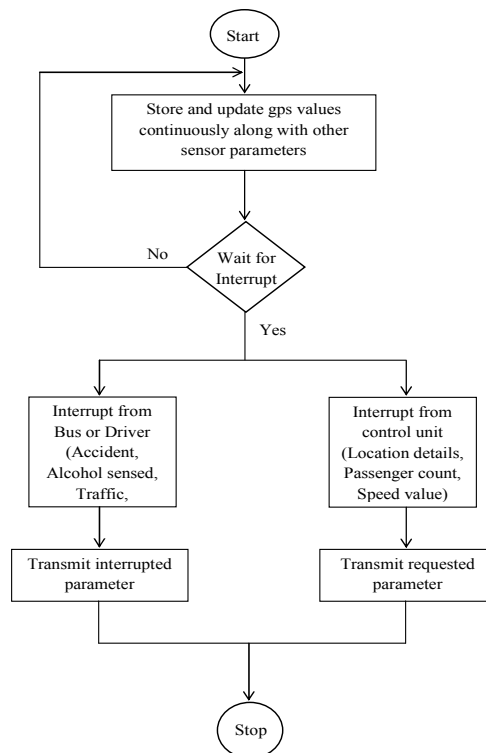 Start
Store and update gps values
continuously along with other
sensor parameters
No
Wait for
Interrupt
Yes
Interrupt from
Bus or Driver
(Accident,
Alcohol sensed,
Traffic,
Interrupt from
control unit
(Location details,
Passenger count,
Speed value)
Transmit interrupted
parameter
Transmit requested
parameter
Stop